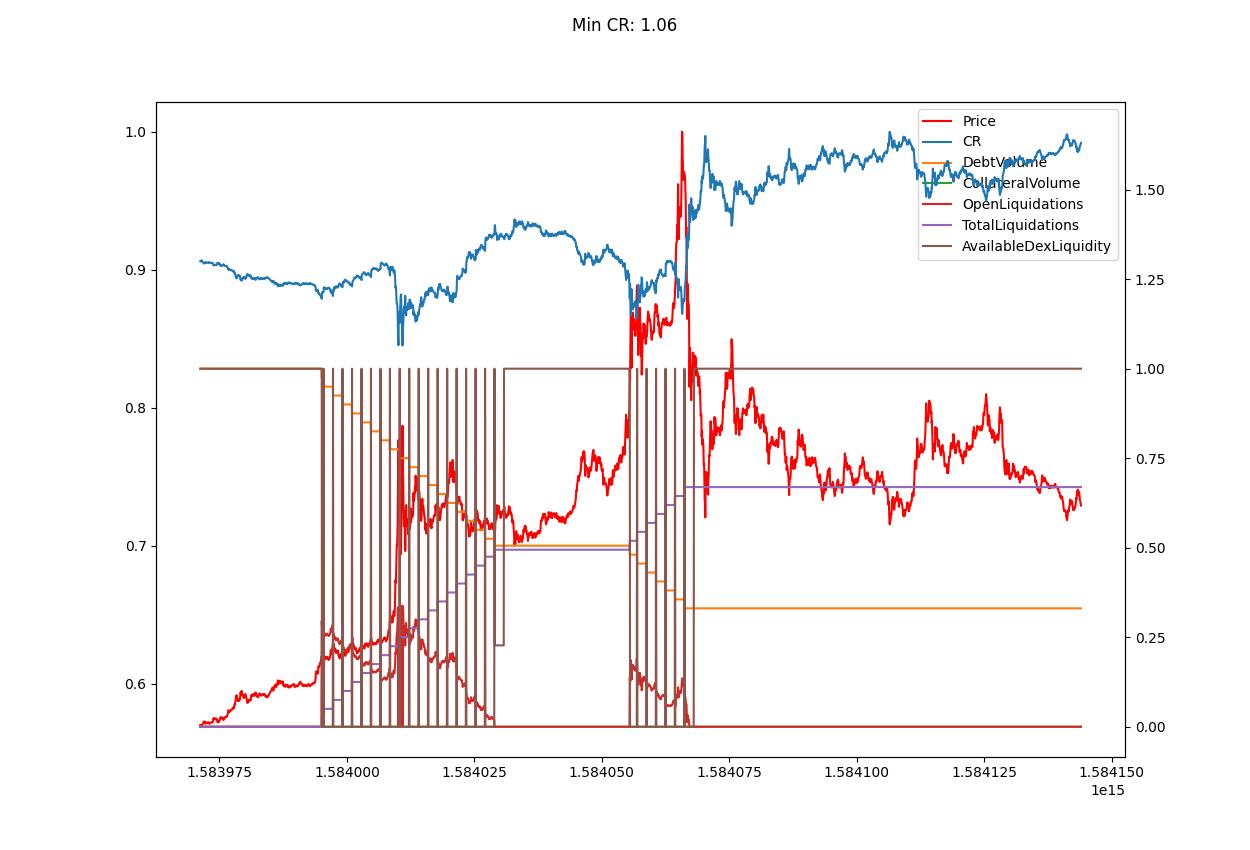 Min CR: 1.06
1.0
0.9
0.8
0.7
0.6
Price
CR
DebtVolume
CollateralVolume
OpenLiquidations
TotalLiquidations
AvailableDexLiquidity
1.50
1.25
1.00
0.75
0.50
0.25
0.00
1.583975 1.584000 1.584025 1.584050 1.584075 1.584100 1.584125 1.584150
1e15